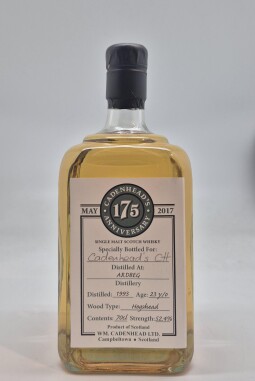 CADENHEAD'S
MAY 175 2017
ANNIVERSARY
SINGLE MALT SCOTCH WHISKY
Specially Bottled For:
Cadenhead's CH
Distilled At:
ARDBEG
Distillery
Distilled: 1993 Age: 23 y/o
Wood Type: Hogshead
Contents: 70cl Strength: 52.4%
Product of Scotland
WM. CADENHEAD LTD.
Campbeltown • Scotland